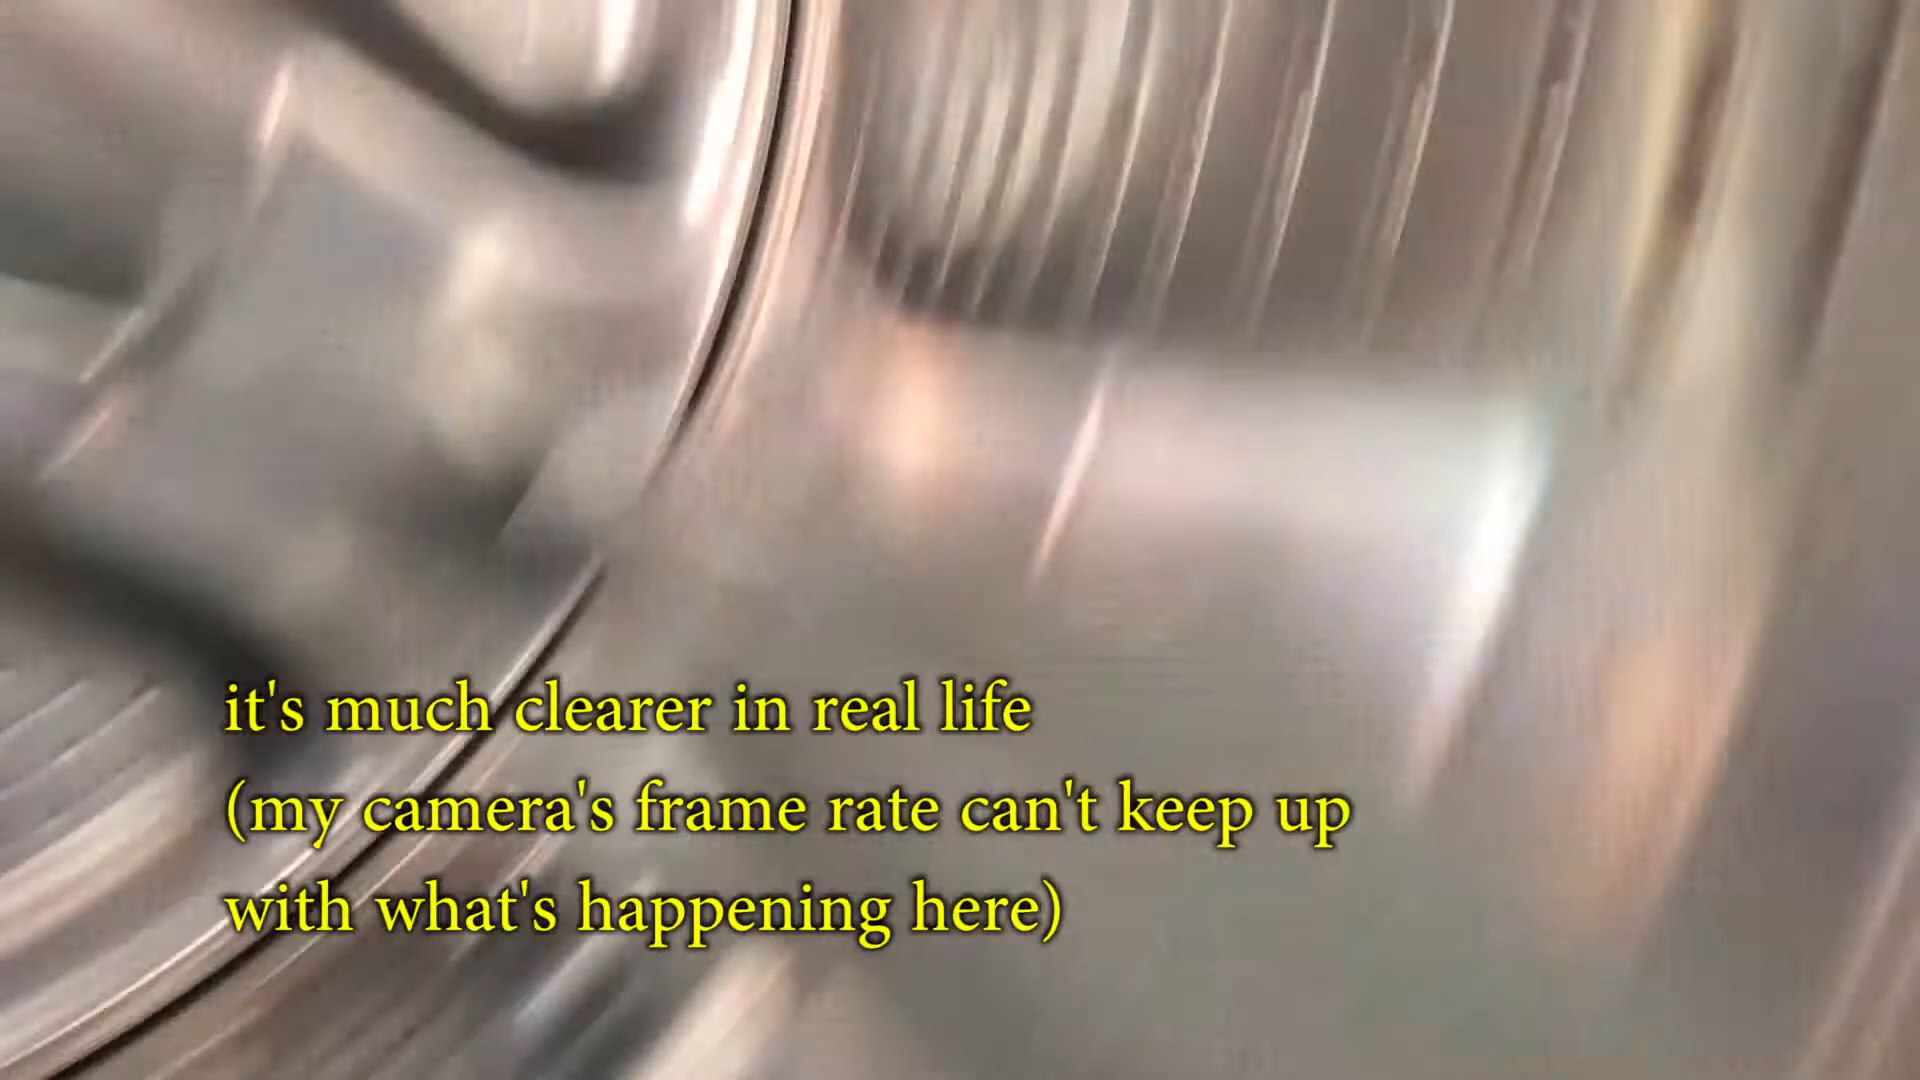 it's much clearer in real life
(my camera's frame rate can't keep up
with what's happening here)